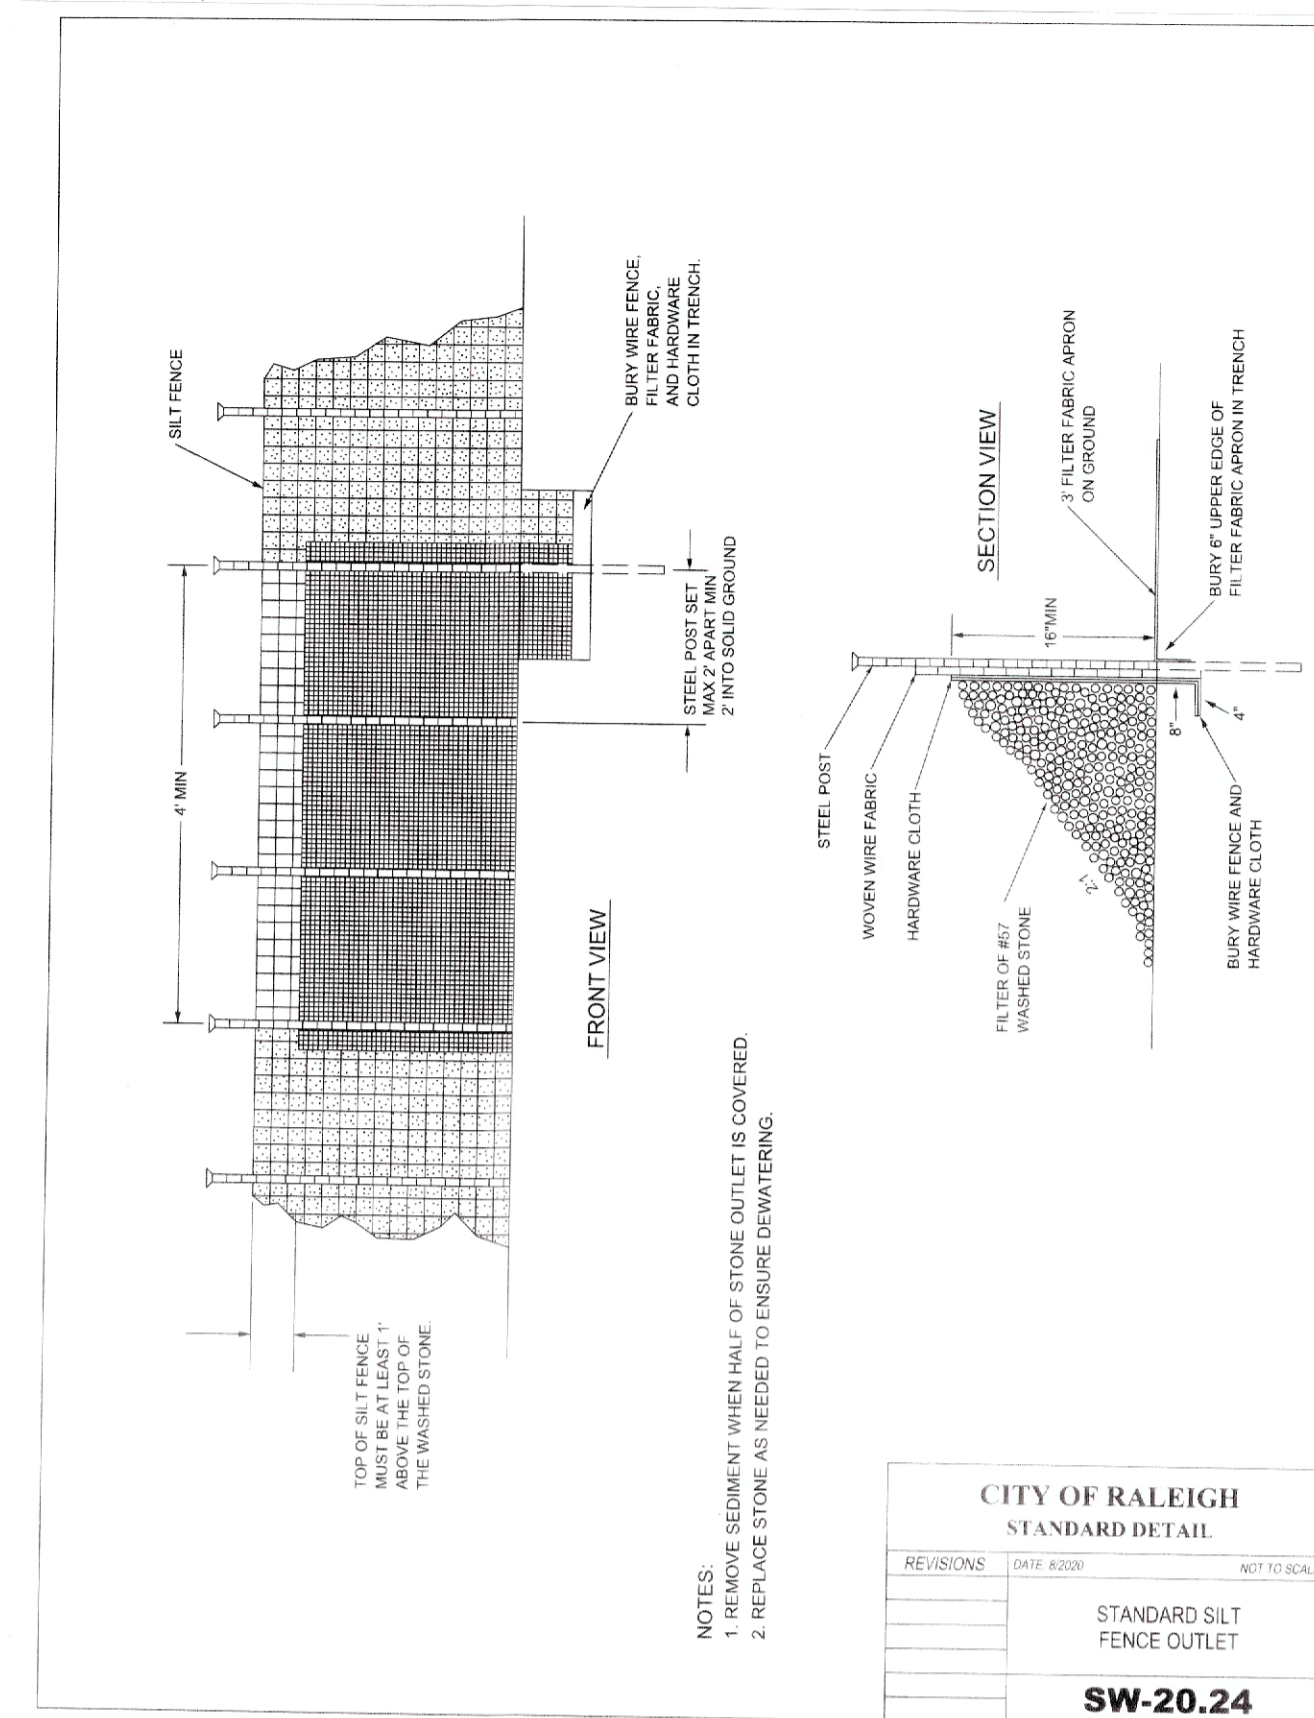 SILT FENCE
4' MIN
BURY WIRE FENCE,
FILTER FABRIC,
AND HARDWARE
CLOTH IN TRENCH.
STEEL POST SET
MAX 2' APART MIN
2' INTO SOLID GROUND
FRONT VIEW
TOP OF SILT FENCE
MUST BE AT LEAST 1'
ABOVE THE TOP OF
THE WASHED STONE.
NOTES:
1. REMOVE SEDIMENT WHEN HALF OF STONE OUTLET IS COVERED.
2. REPLACE STONE AS NEEDED TO ENSURE DEWATERING.
SECTION VIEW
STEEL POST
WOVEN WIRE FABRIC
HARDWARE CLOTH
FILTER OF #57
WASHED STONE
2:1
16"MIN
3' FILTER FABRIC APRON
ON GROUND
8"
4"
BURY 6" UPPER EDGE OF
FILTER FABRIC APRON IN TRENCH
BURY WIRE FENCE AND
HARDWARE CLOTH
CITY OF RALEIGH
STANDARD DETAIL
REVISIONS
DATE: 8/2020
NOT TO SCAL
STANDARD SILT
FENCE OUTLET
SW-20.24